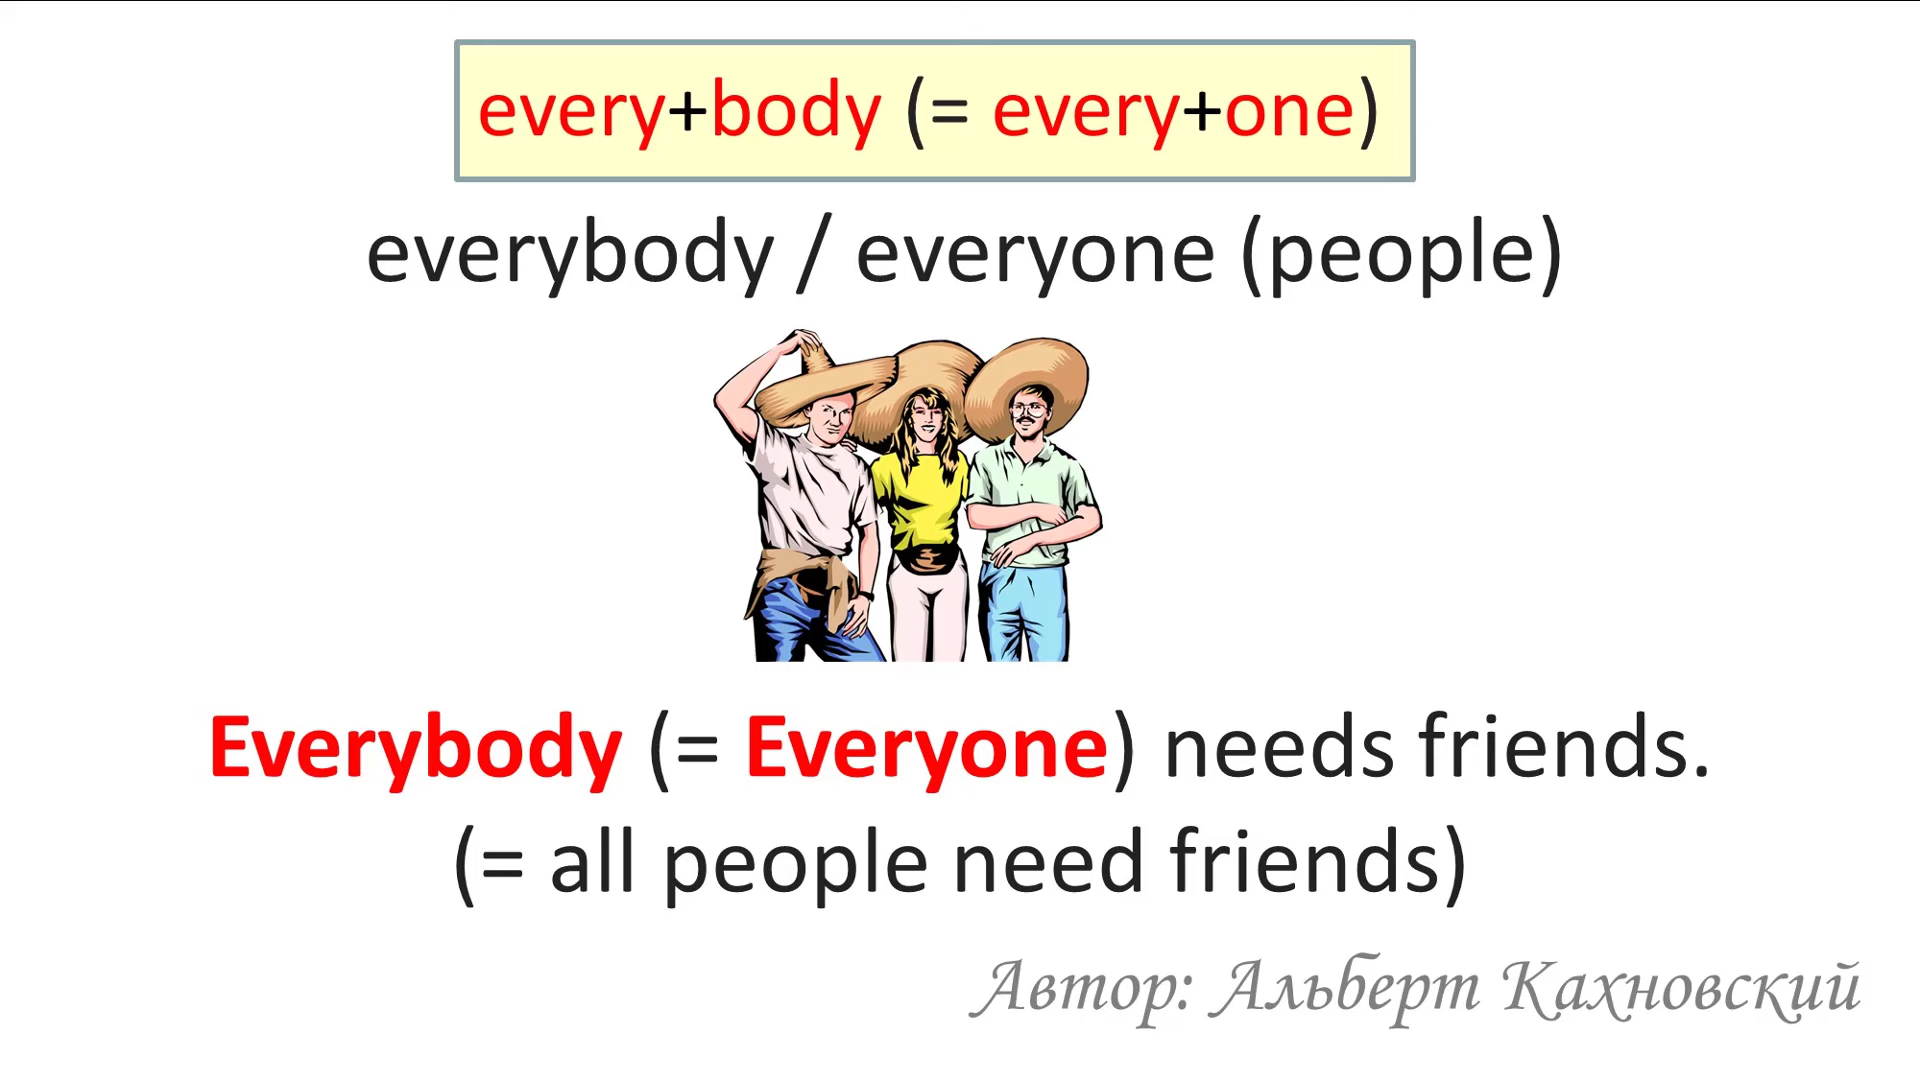 every+body (= every+one)
everybody / everyone (people)
Everybody (= Everyone) needs friends.
(= all people need friends)
Автор: Альберт Кахновский